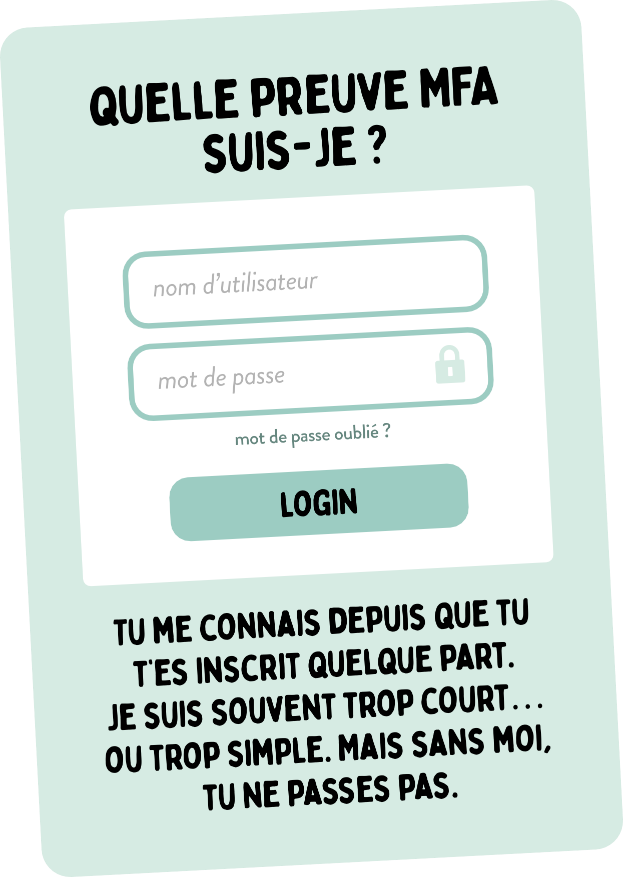 QUELLE PREUVE MFA
SUIS-JE ?
nom d'utilisateur
mot de passe
mot de passe oublié ?
LOGIN
TU ME CONNAIS DEPUIS QUE TU
T'ES INSCRIT QUELQUE PART.
JE SUIS SOUVENT TROP COURT...
OU TROP SIMPLE. MAIS SANS MOI,
TU NE PASSES PAS.